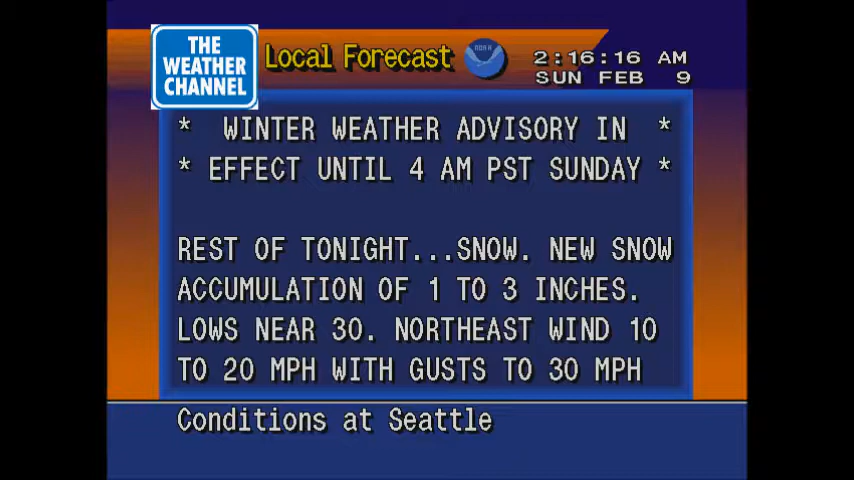 THE
WEATHER
CHANNEL
Local Forecast
NOAA
2:16:16 AM
SUN FEB 9
* WINTER WEATHER ADVISORY IN *
* EFFECT UNTIL 4 AM PST SUNDAY *
REST OF TONIGHT...SNOW. NEW SNOW
ACCUMULATION OF 1 TO 3 INCHES.
LOWS NEAR 30. NORTHEAST WIND 10
TO 20 MPH WITH GUSTS TO 30 MPH
Conditions at Seattle